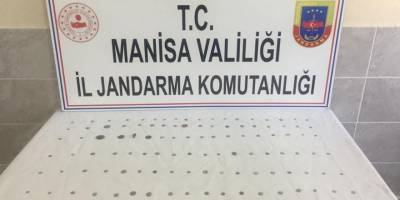 T.C.
MANİSA VALİLİĞİ
İL JANDARMA KOMUTANLIĞI